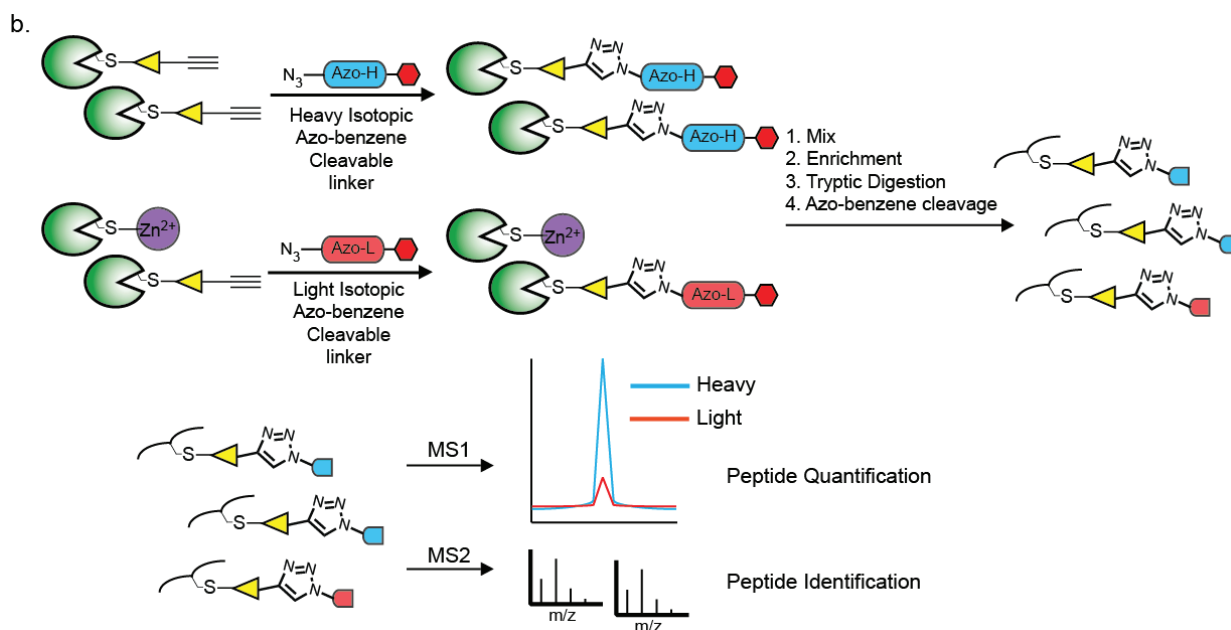 b.
S
N₃
Azo-H
Heavy Isotopic
Azo-benzene
Cleavable
linker
S
N=N
N
Azo-H
S
N=N
N
Azo-H
S
1. Mix
2. Enrichment
3. Tryptic Digestion
4. Azo-benzene cleavage
S
N=N
N
S
N=N
N
S
N=N
N
S
Zn²⁺
S
N₃
Azo-L
Light Isotopic
Azo-benzene
Cleavable
linker
S
Zn²⁺
S
N=N
N
Azo-L
Heavy
Light
S
N=N
N
MS1
Peptide Quantification
S
N=N
N
MS2
Peptide Identification
S
N=N
N
m/z
m/z